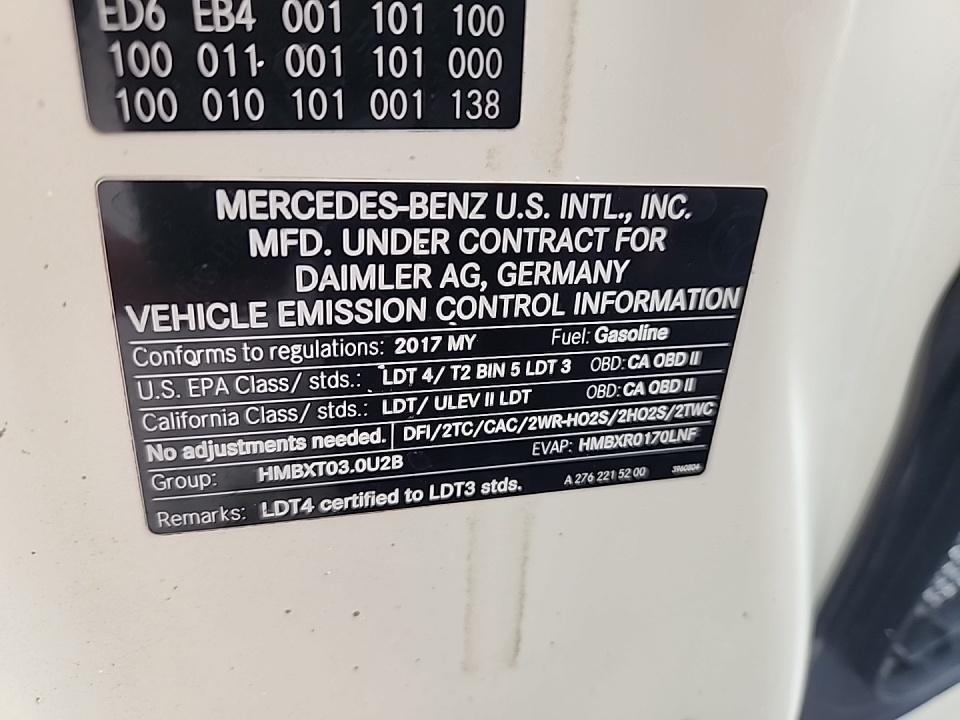 ED6 EB4 001 101 100
100 011 001 101 000
100 010 101 001 138
MERCEDES-BENZ U.S. INTL., INC.
MFD. UNDER CONTRACT FOR
DAIMLER AG, GERMANY
VEHICLE EMISSION CONTROL INFORMATION
Conforms to regulations: 2017 MY Fuel: Gasoline
U.S. EPA Class/ stds.: LDT 4/ T2 BIN 5 LDT 3 OBD: CA OBD II
California Class/ stds.: LDT/ ULEV II LDT OBD: CA OBD II
No adjustments needed. DFI/2TC/CAC/2WR-HO2S/2HO2S/2TWC
Group: HMBXT03.0U2B EVAP: HMBXR0170LNF
Remarks: LDT4 certified to LDT3 stds. A 276 221 52 00 3960804